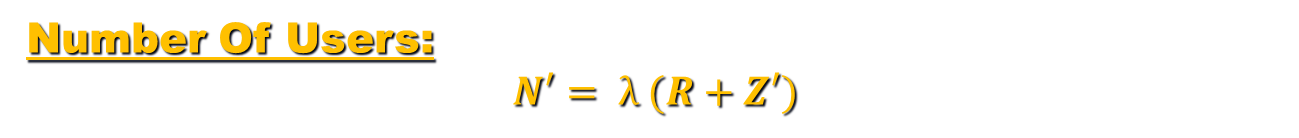 Number Of Users:
N′ = λ (R + Z′)